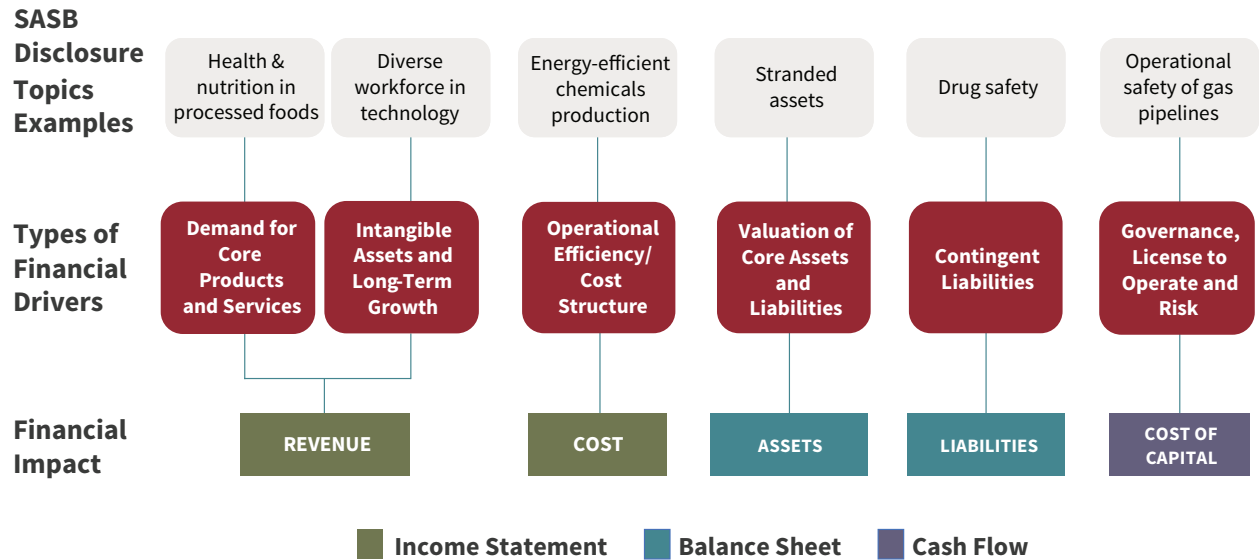 SASB
Disclosure
Topics
Examples
Health &
nutrition in
processed foods
Diverse
workforce in
technology
Energy-efficient
chemicals
production
Stranded
assets
Drug safety
Operational
safety of gas
pipelines
Types of
Financial
Drivers
Demand for
Core
Products
and Services
Intangible
Assets and
Long-Term
Growth
Operational
Efficiency/
Cost
Structure
Valuation of
Core Assets
and
Liabilities
Contingent
Liabilities
Governance,
License to
Operate and
Risk
Financial
Impact
REVENUE
COST
ASSETS
LIABILITIES
COST OF
CAPITAL
Income Statement
Balance Sheet
Cash Flow